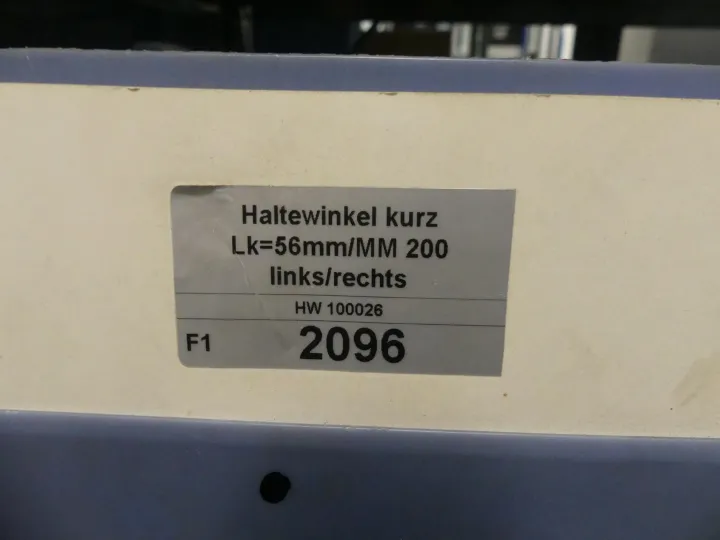 Haltewinkel kurz
Lk=56mm/MM 200
links/rechts
HW 100026
F1 2096